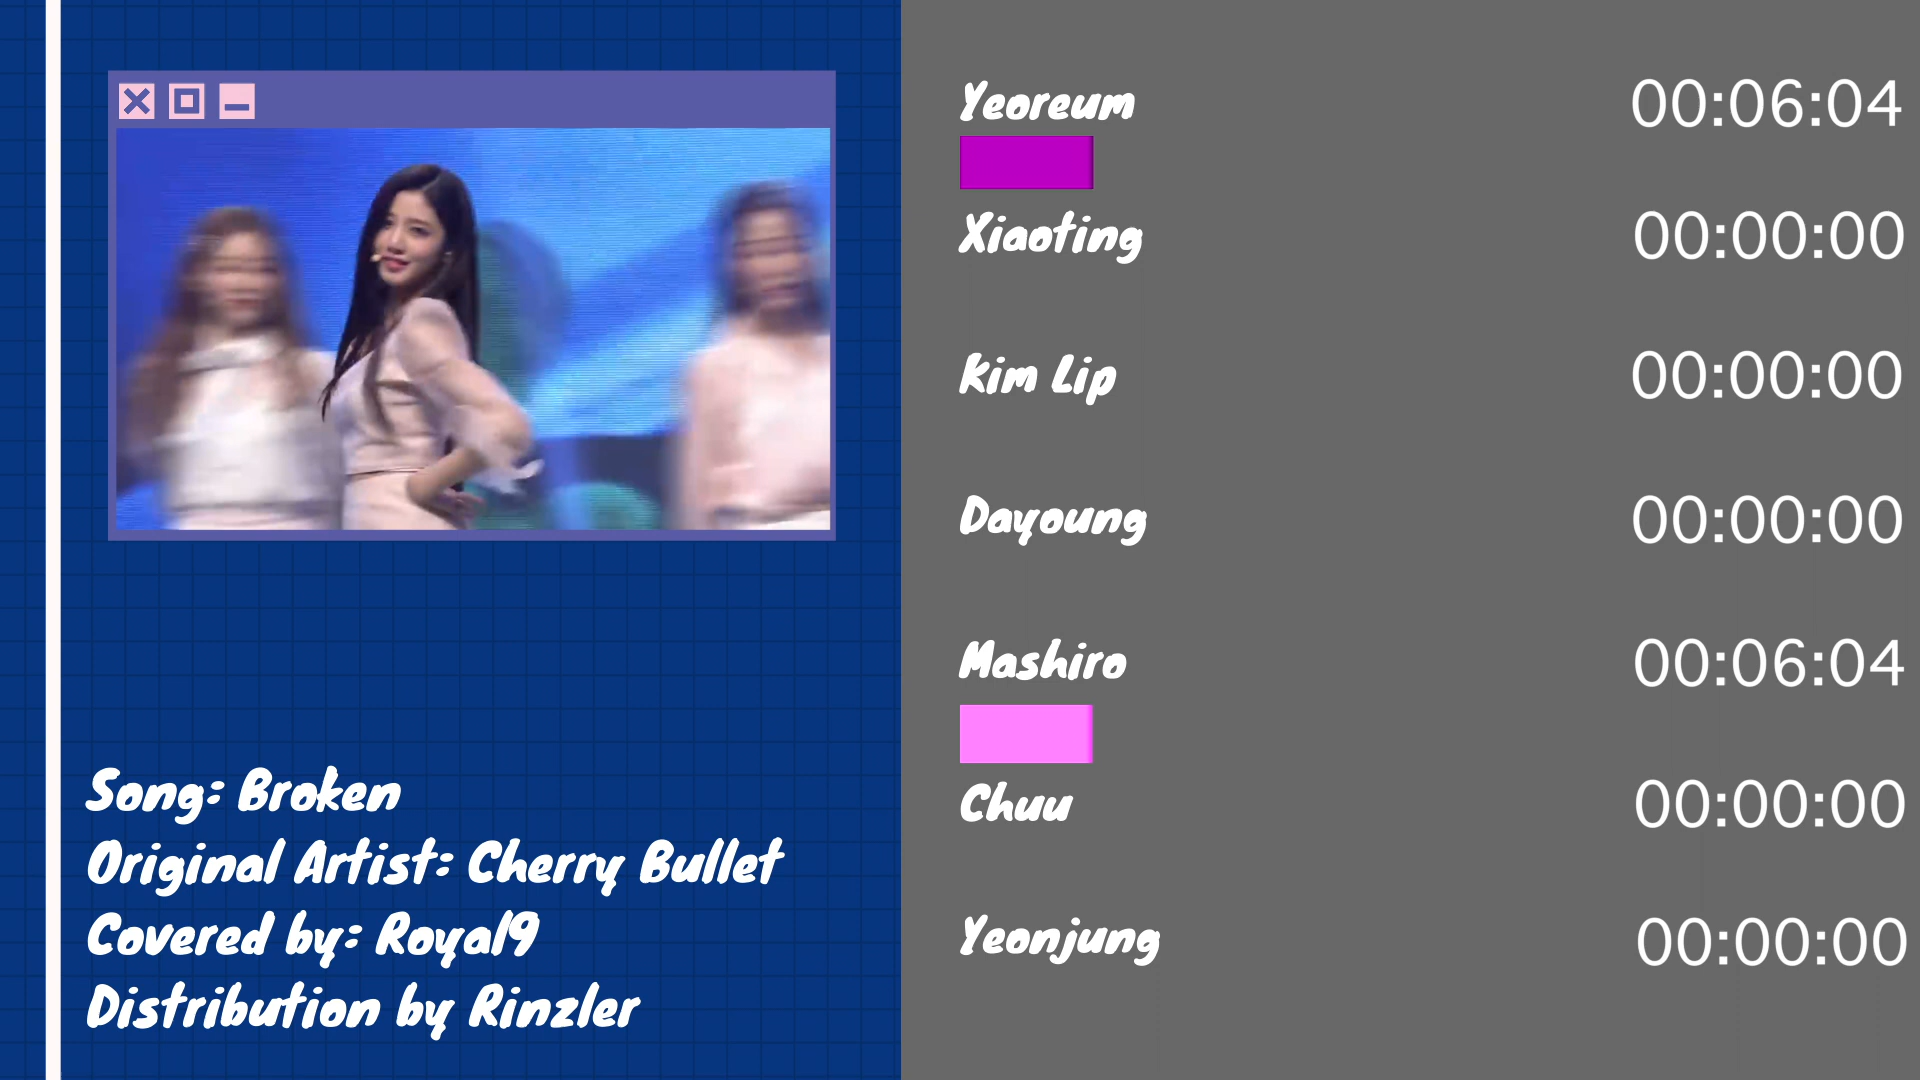 Yeoreum 00:06:04
Xiaoting 00:00:00
Kim Lip 00:00:00
Dayoung 00:00:00
Mashiro 00:06:04
Chuu 00:00:00
Yeonjung 00:00:00
Song: Broken
Original Artist: Cherry Bullet
Covered by: Royal9
Distribution by Rinzler